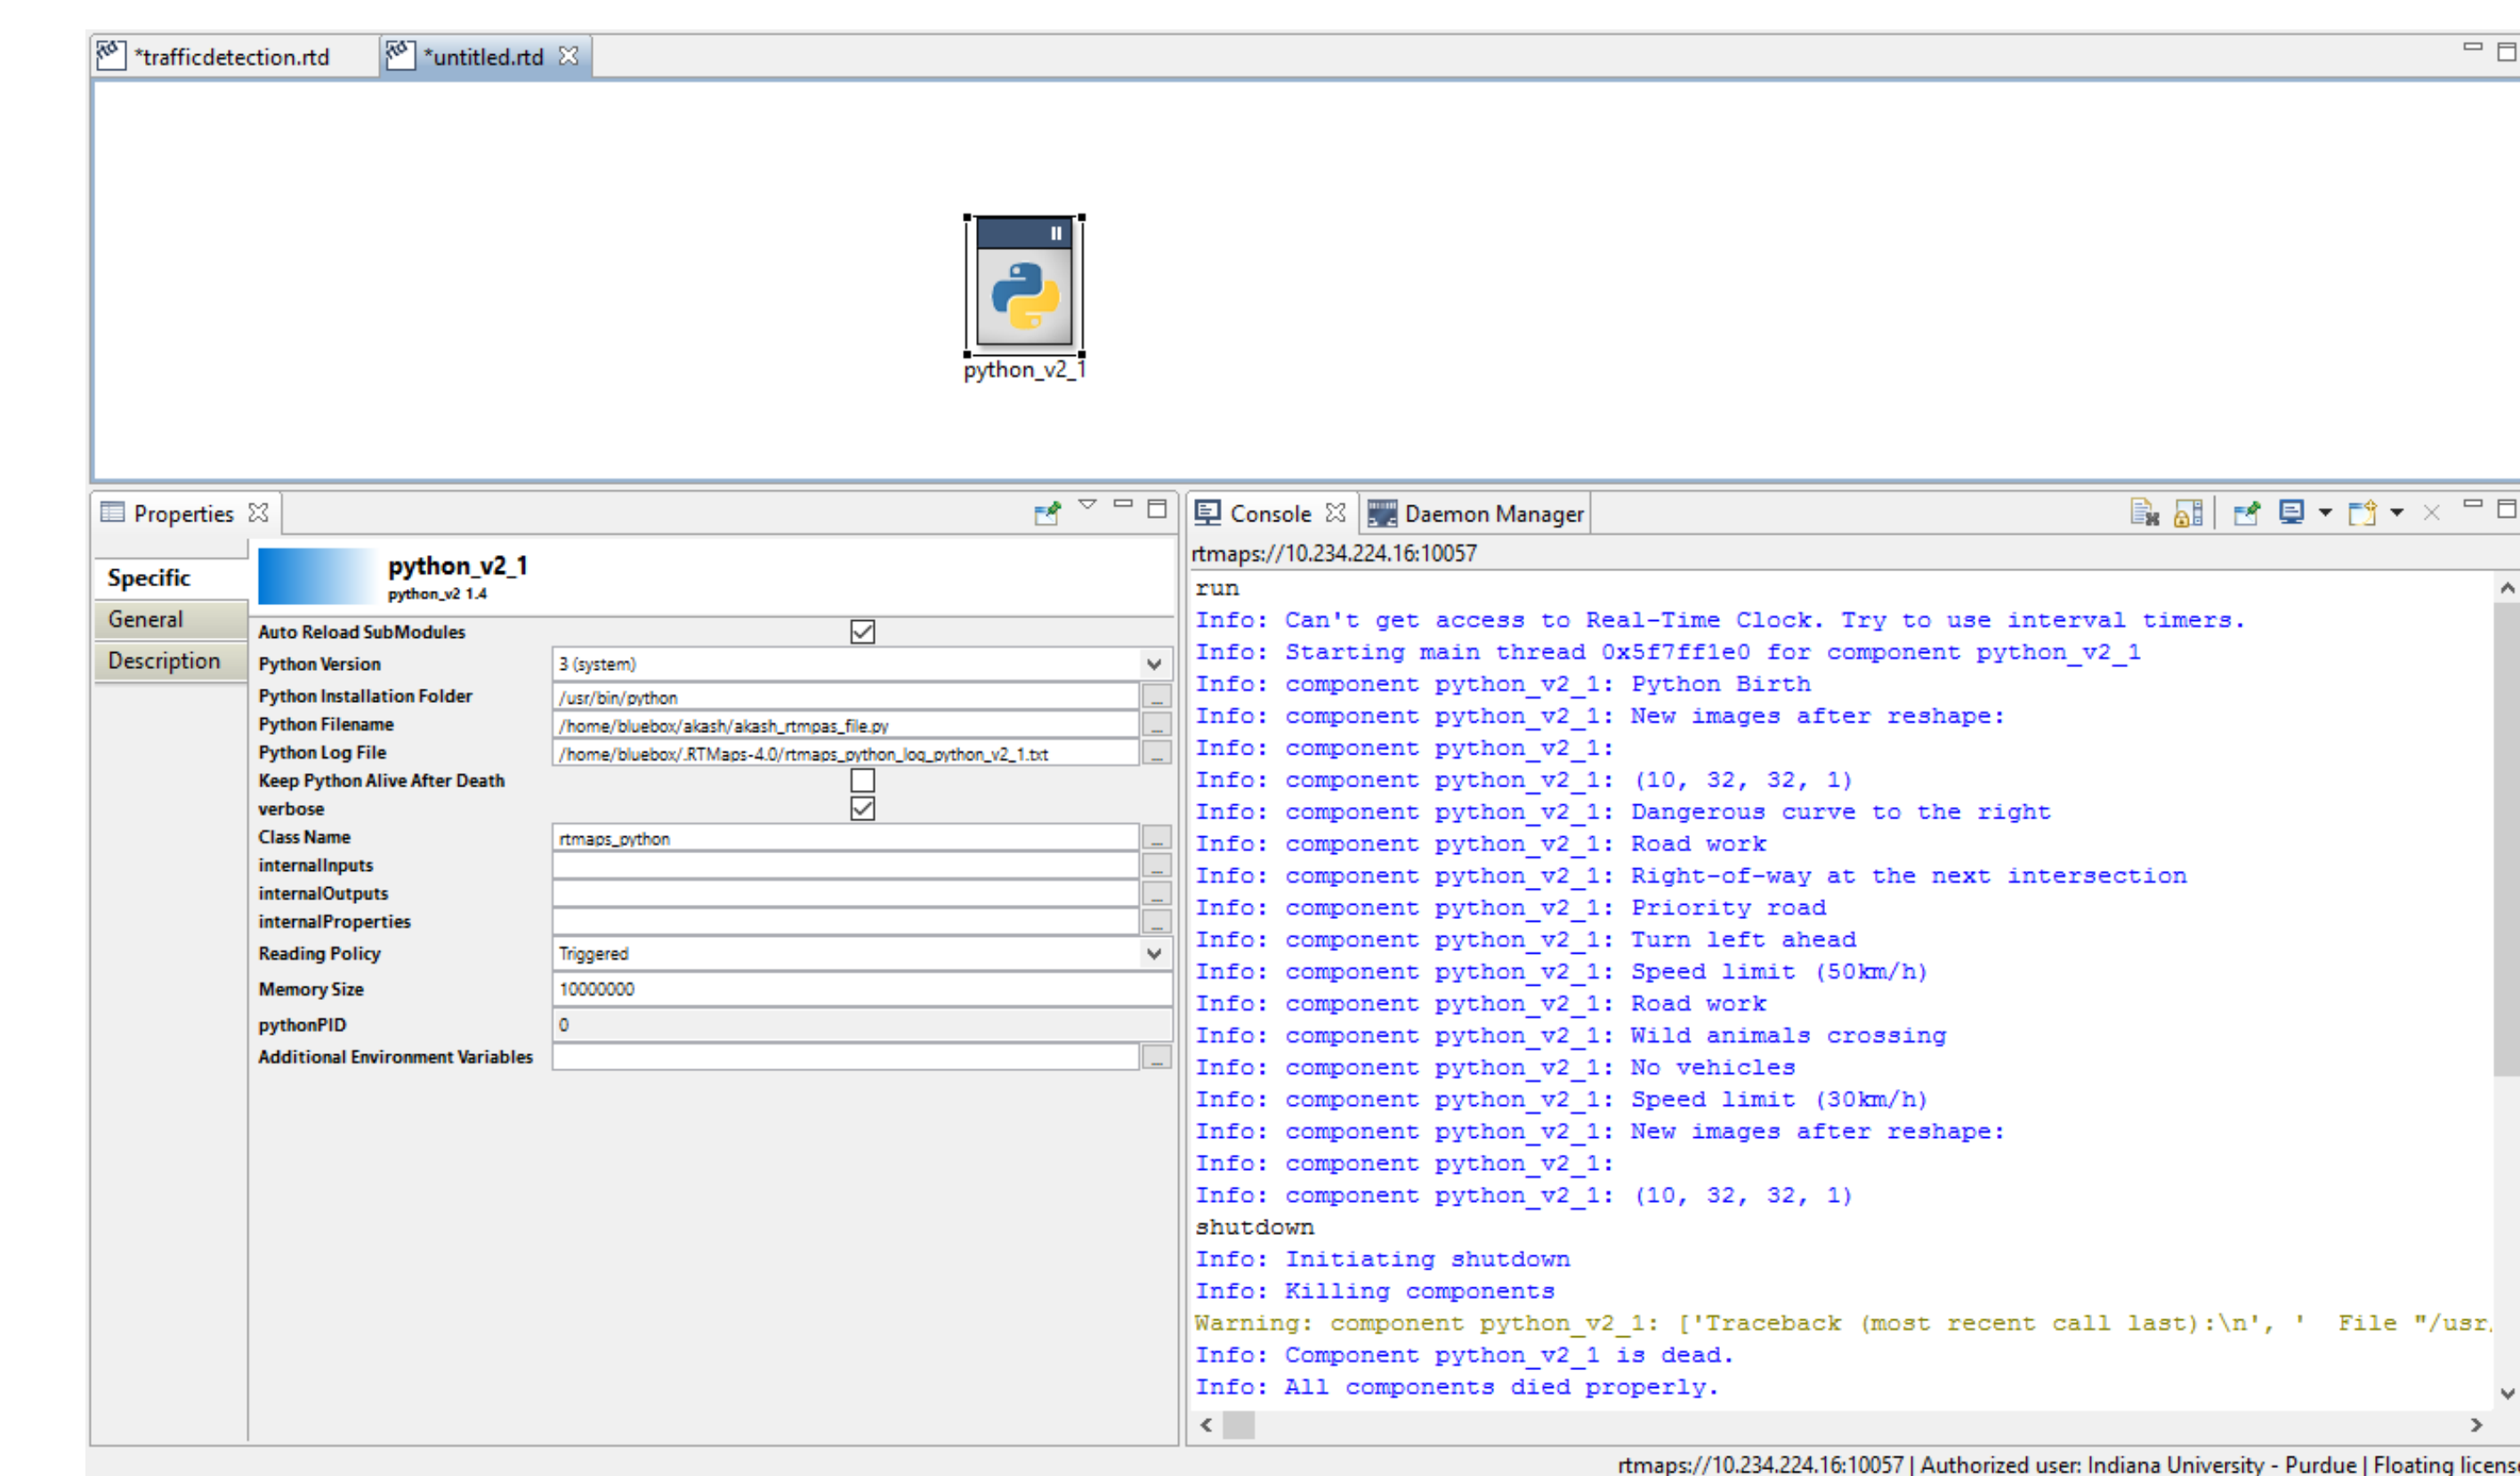 *trafficdetection.rtd *untitled.rtd
python_v2_1
Properties
Specific
General
Description
python_v2_1
python_v2 1.4
Auto Reload SubModules
Python Version 3 (system)
Python Installation Folder /usr/bin/python
Python Filename /home/bluebox/akash/akash_rtmpas_file.py
Python Log File /home/bluebox/.RTMaps-4.0/rtmaps_python_log_python_v2_1.txt
Keep Python Alive After Death
verbose
Class Name rtmaps_python
internalInputs
internalOutputs
internalProperties
Reading Policy Triggered
Memory Size 10000000
pythonPID 0
Additional Environment Variables
Console Daemon Manager
rtmaps://10.234.224.16:10057
run
Info: Can't get access to Real-Time Clock. Try to use interval timers.
Info: Starting main thread 0x5f7ff1e0 for component python_v2_1
Info: component python_v2_1: Python Birth
Info: component python_v2_1: New images after reshape:
Info: component python_v2_1:
Info: component python_v2_1: (10, 32, 32, 1)
Info: component python_v2_1: Dangerous curve to the right
Info: component python_v2_1: Road work
Info: component python_v2_1: Right-of-way at the next intersection
Info: component python_v2_1: Priority road
Info: component python_v2_1: Turn left ahead
Info: component python_v2_1: Speed limit (50km/h)
Info: component python_v2_1: Road work
Info: component python_v2_1: Wild animals crossing
Info: component python_v2_1: No vehicles
Info: component python_v2_1: Speed limit (30km/h)
Info: component python_v2_1: New images after reshape:
Info: component python_v2_1:
Info: component python_v2_1: (10, 32, 32, 1)
shutdown
Info: Initiating shutdown
Info: Killing components
Warning: component python_v2_1: ['Traceback (most recent call last):\n', ' File "/usr
Info: Component python_v2_1 is dead.
Info: All components died properly.
rtmaps://10.234.224.16:10057 | Authorized user: Indiana University - Purdue | Floating licens